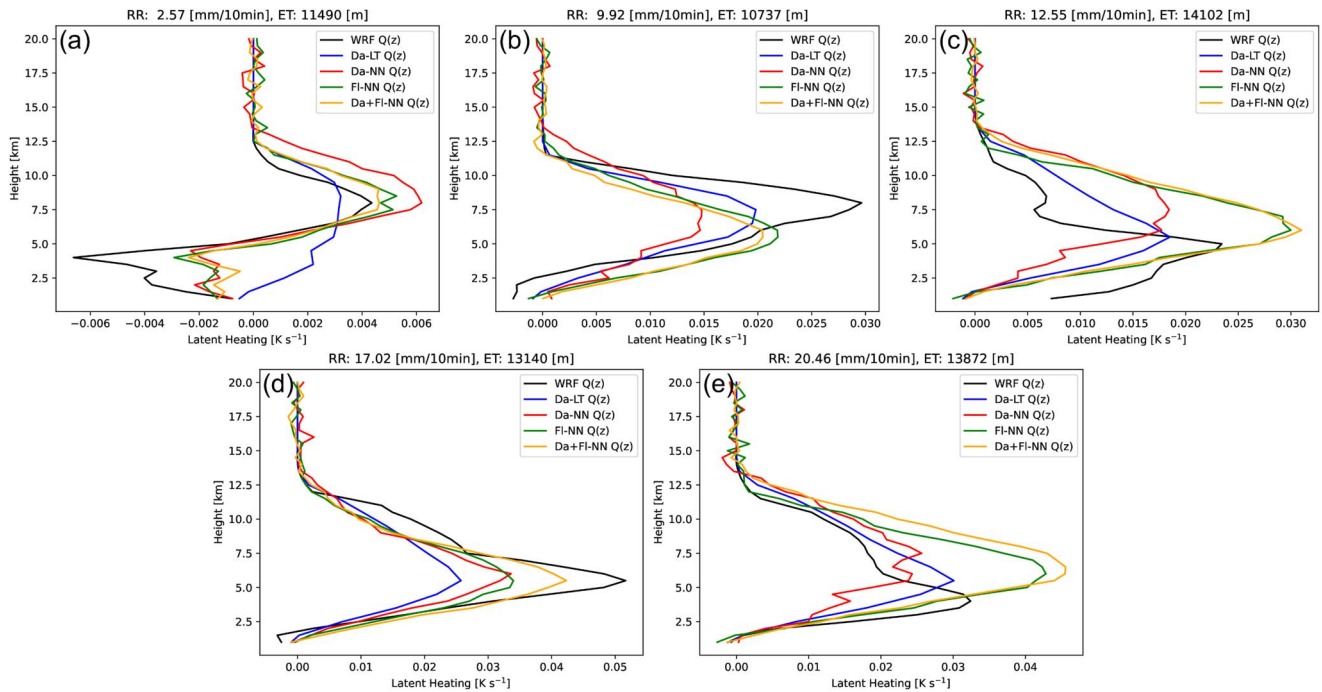 RR: 2.57 [mm/10min], ET: 11490 [m]
(a)
WRF Q(z)
Da-LT Q(z)
Da-NN Q(z)
Fl-NN Q(z)
Da+Fl-NN Q(z)
20.0
17.5
15.0
12.5
10.0
7.5
5.0
2.5
Height [km]
−0.006 −0.004 −0.002 0.000 0.002 0.004 0.006
Latent Heating [K s⁻¹]
RR: 9.92 [mm/10min], ET: 10737 [m]
(b)
WRF Q(z)
Da-LT Q(z)
Da-NN Q(z)
Fl-NN Q(z)
Da+Fl-NN Q(z)
20.0
17.5
15.0
12.5
10.0
7.5
5.0
2.5
Height [km]
0.000 0.005 0.010 0.015 0.020 0.025 0.030
Latent Heating [K s⁻¹]
RR: 12.55 [mm/10min], ET: 14102 [m]
(c)
WRF Q(z)
Da-LT Q(z)
Da-NN Q(z)
Fl-NN Q(z)
Da+Fl-NN Q(z)
20.0
17.5
15.0
12.5
10.0
7.5
5.0
2.5
Height [km]
0.000 0.005 0.010 0.015 0.020 0.025 0.030
Latent Heating [K s⁻¹]
RR: 17.02 [mm/10min], ET: 13140 [m]
(d)
WRF Q(z)
Da-LT Q(z)
Da-NN Q(z)
Fl-NN Q(z)
Da+Fl-NN Q(z)
20.0
17.5
15.0
12.5
10.0
7.5
5.0
2.5
Height [km]
0.00 0.01 0.02 0.03 0.04 0.05
Latent Heating [K s⁻¹]
RR: 20.46 [mm/10min], ET: 13872 [m]
(e)
WRF Q(z)
Da-LT Q(z)
Da-NN Q(z)
Fl-NN Q(z)
Da+Fl-NN Q(z)
20.0
17.5
15.0
12.5
10.0
7.5
5.0
2.5
Height [km]
0.00 0.01 0.02 0.03 0.04
Latent Heating [K s⁻¹]